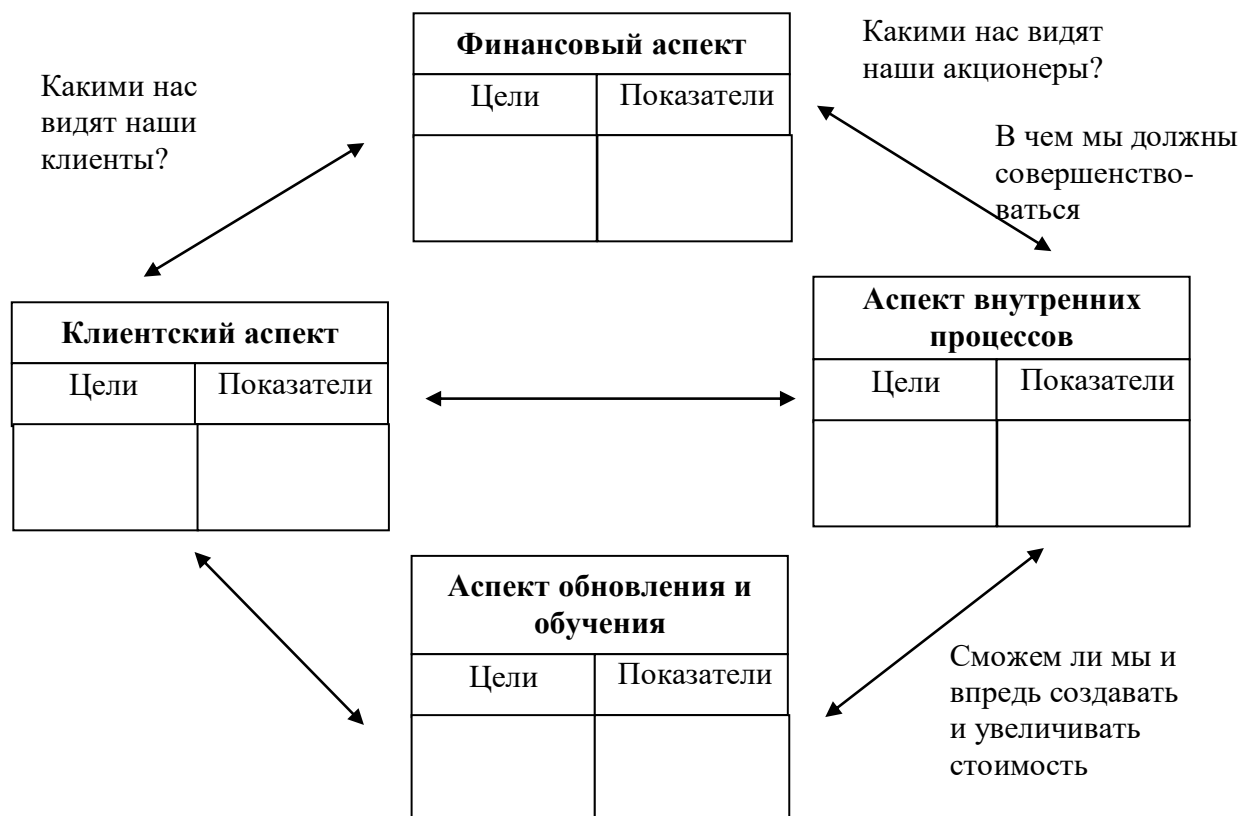 Финансовый аспект
Цели Показатели
Какими нас видят
наши акционеры?
Какими нас
видят наши
клиенты?
В чем мы должны
совершенство-
ваться
Клиентский аспект
Цели Показатели
Аспект внутренних
процессов
Цели Показатели
Аспект обновления и
обучения
Цели Показатели
Сможем ли мы и
впредь создавать
и увеличивать
стоимость